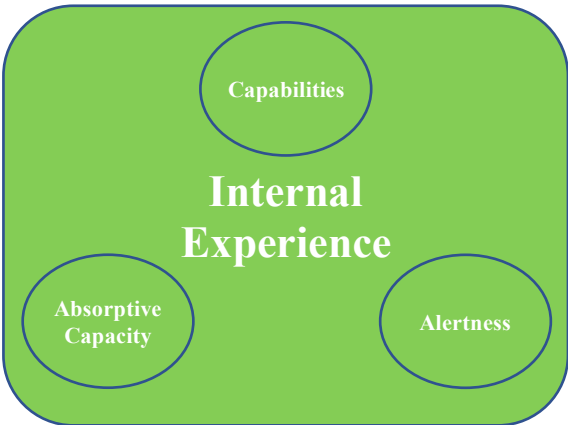 Capabilities
Internal
Experience
Absorptive
Capacity
Alertness